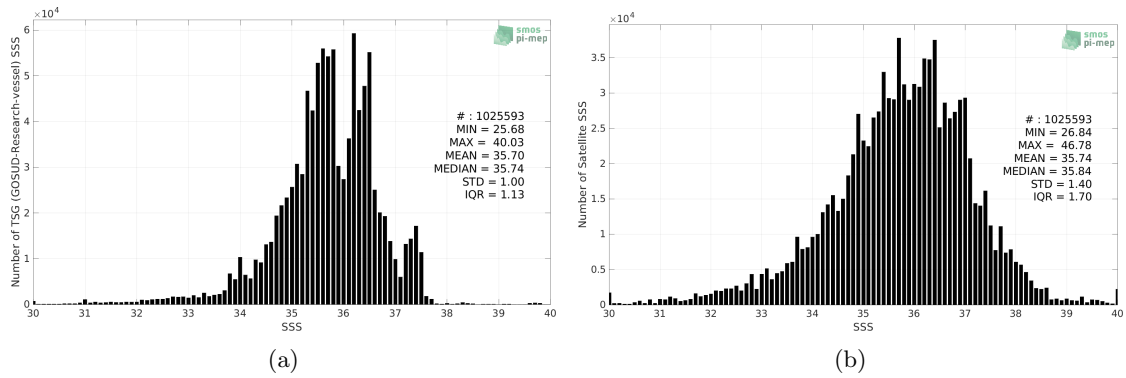 ×10⁴
6
5
4
3
2
1
0
Number of TSG (GOSUD-Research-vessel) SSS
30 31 32 33 34 35 36 37 38 39 40
SSS
smos
pi-mep
# : 1025593
MIN = 25.68
MAX = 40.03
MEAN = 35.70
MEDIAN = 35.74
STD = 1.00
IQR = 1.13
(a)
×10⁴
3.5
3
2.5
2
1.5
1
0.5
0
Number of Satellite SSS
30 31 32 33 34 35 36 37 38 39 40
SSS
smos
pi-mep
# : 1025593
MIN = 26.84
MAX = 46.78
MEAN = 35.74
MEDIAN = 35.84
STD = 1.40
IQR = 1.70
(b)